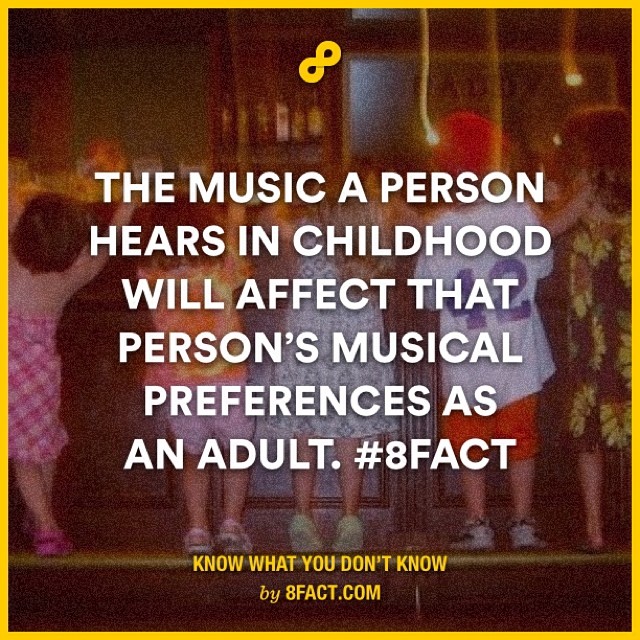 THE MUSIC A PERSON
HEARS IN CHILDHOOD
WILL AFFECT THAT
PERSON’S MUSICAL
PREFERENCES AS
AN ADULT. #8FACT
42
KNOW WHAT YOU DON’T KNOW
by 8FACT.COM